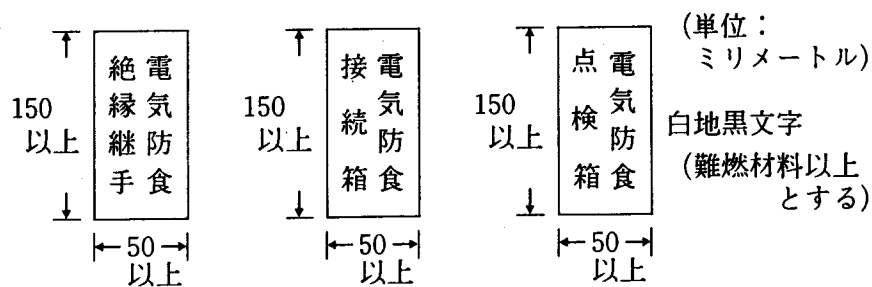 電気防食
絶縁継手
150
以上
50
以上
電気防食
接続箱
150
以上
50
以上
電気防食
点検箱
150
以上
50
以上
(単位:
ミリメートル)
白地黒文字
(難燃材料以上
とする)